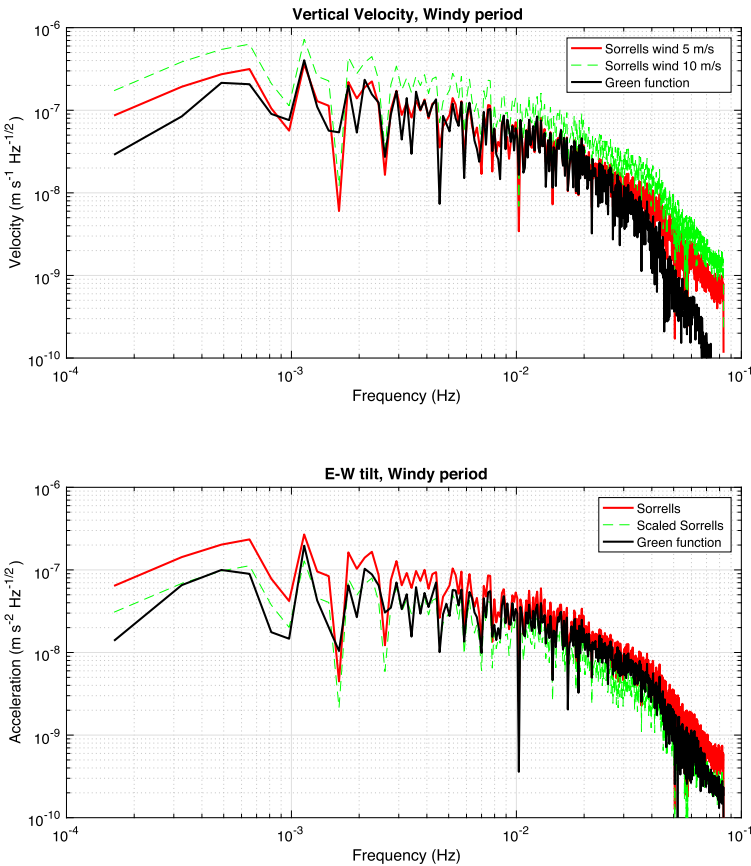 Vertical Velocity, Windy period
10^-6
10^-7
10^-8
10^-9
10^-10
Velocity (m s^-1 Hz^-1/2)
Sorrells wind 5 m/s
Sorrells wind 10 m/s
Green function
10^-4
10^-3
10^-2
10^-1
Frequency (Hz)
E-W tilt, Windy period
10^-6
10^-7
10^-8
10^-9
10^-10
Acceleration (m s^-2 Hz^-1/2)
Sorrells
Scaled Sorrells
Green function
10^-4
10^-3
10^-2
10^-1
Frequency (Hz)